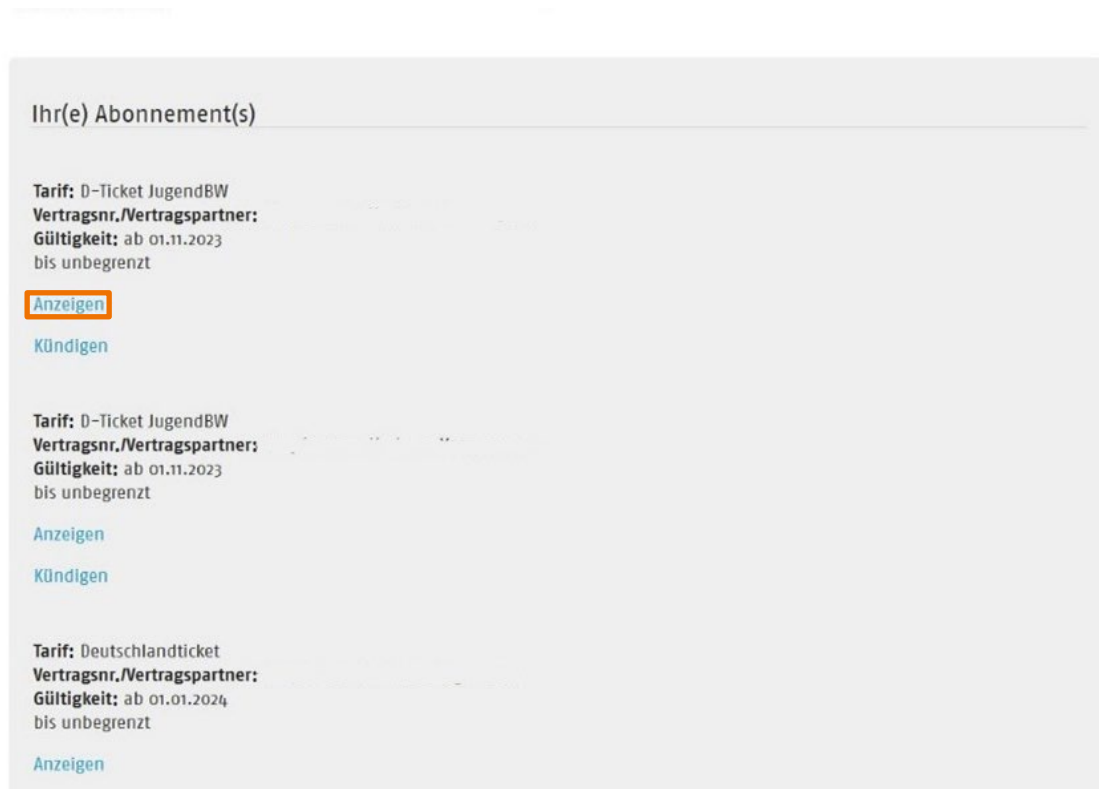 Ihr(e) Abonnement(s)
Tarif: D-Ticket JugendBW
Vertragsnr./Vertragspartner:
Gültigkeit: ab 01.11.2023
bis unbegrenzt
Anzeigen
Kündigen
Tarif: D-Ticket JugendBW
Vertragsnr./Vertragspartner:
Gültigkeit: ab 01.11.2023
bis unbegrenzt
Anzeigen
Kündigen
Tarif: Deutschlandticket
Vertragsnr./Vertragspartner:
Gültigkeit: ab 01.01.2024
bis unbegrenzt
Anzeigen